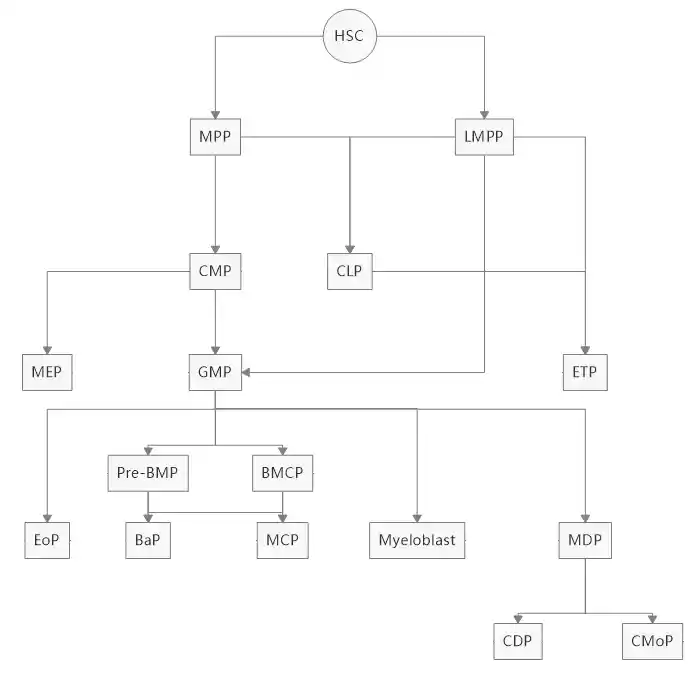 HSC
MPP
LMPP
CMP
CLP
MEP
GMP
ETP
Pre-BMP
BMCP
EoP
BaP
MCP
Myeloblast
MDP
CDP
CMoP